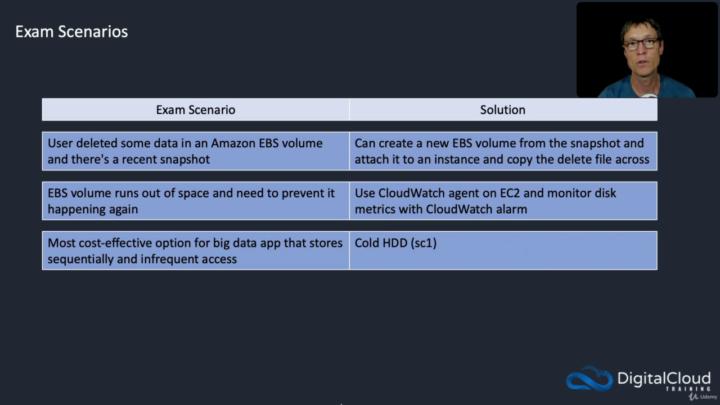 Exam Scenarios
Exam Scenario
Solution
User deleted some data in an Amazon EBS volume
and there's a recent snapshot
Can create a new EBS volume from the snapshot and
attach it to an instance and copy the delete file across
EBS volume runs out of space and need to prevent it
happening again
Use CloudWatch agent on EC2 and monitor disk
metrics with CloudWatch alarm
Most cost-effective option for big data app that stores
sequentially and infrequent access
Cold HDD (sc1)
DigitalCloud
TRAINING
Udemy